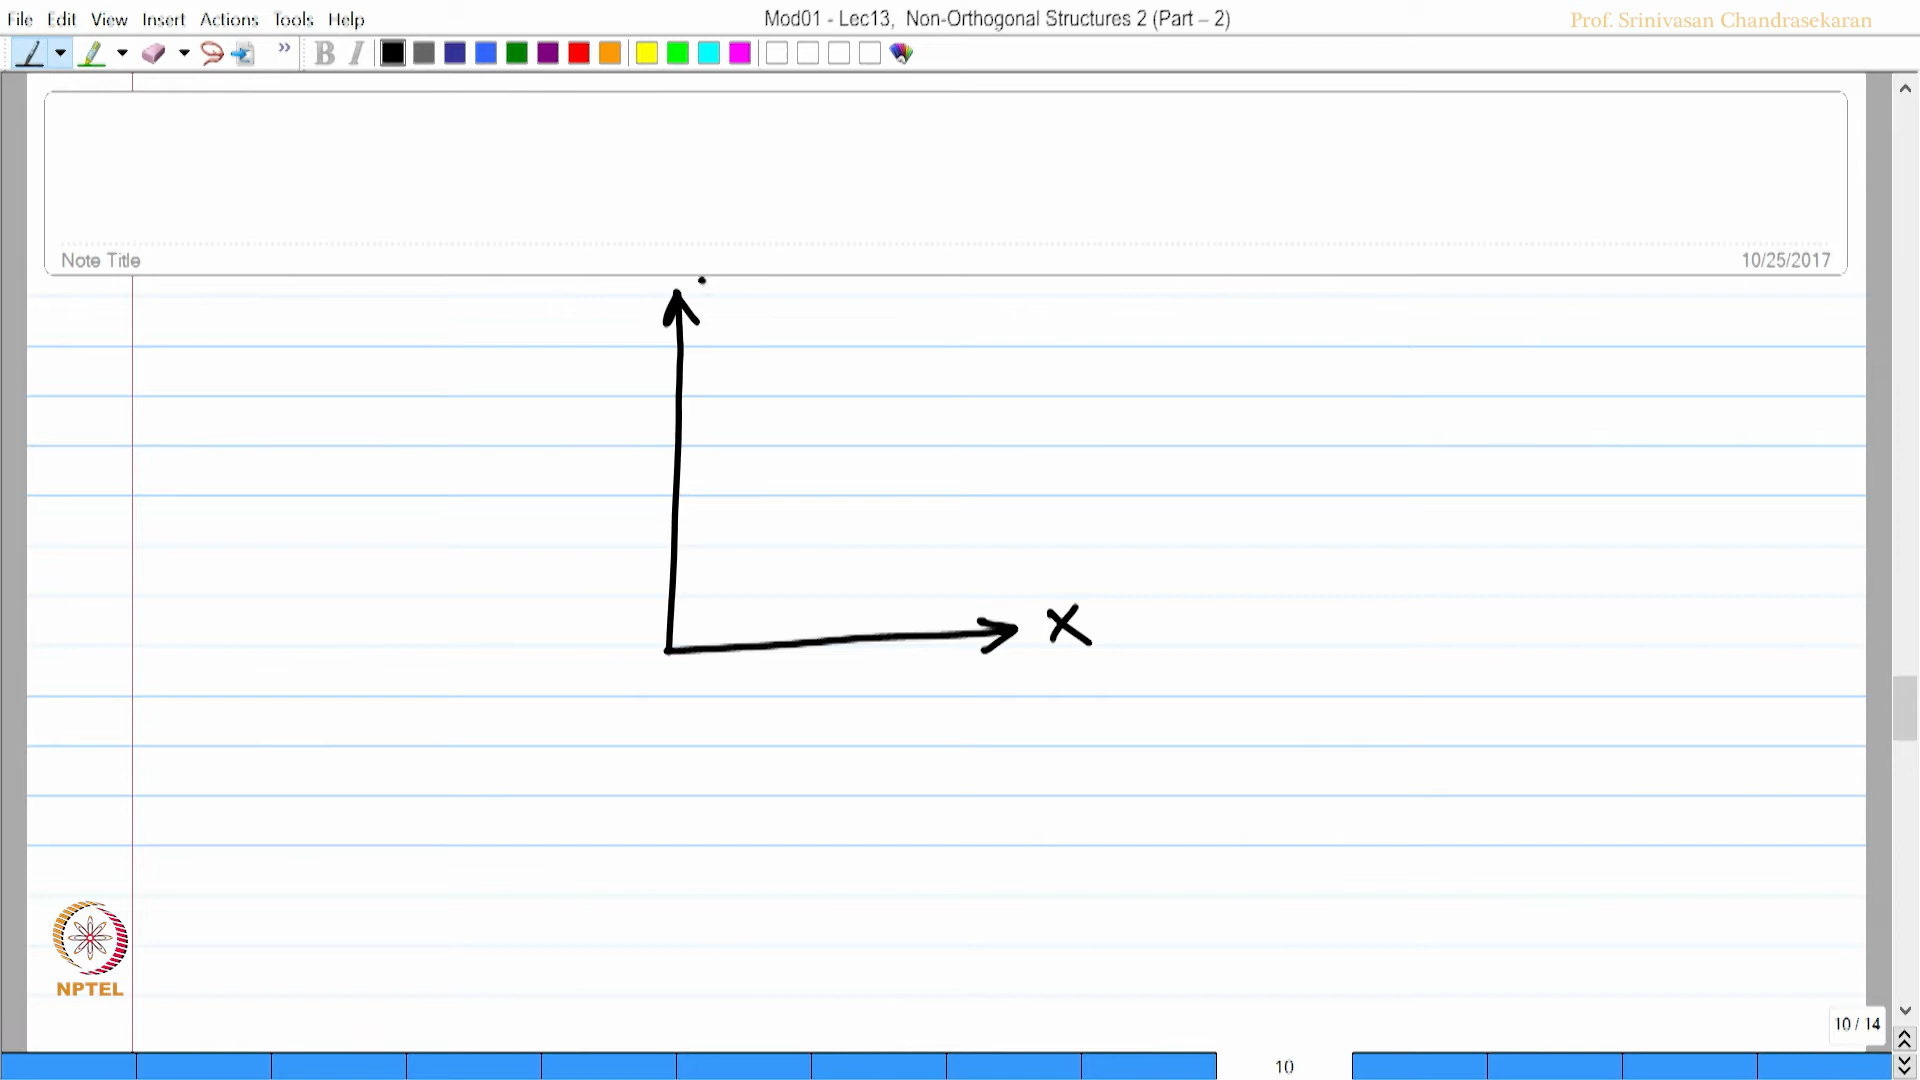 File Edit View Insert Actions Tools Help
Mod01 - Lec13, Non-Orthogonal Structures 2 (Part – 2)
Prof. Srinivasan Chandrasekaran
B I
Note Title
10/25/2017
X
NPTEL
10 / 14
10